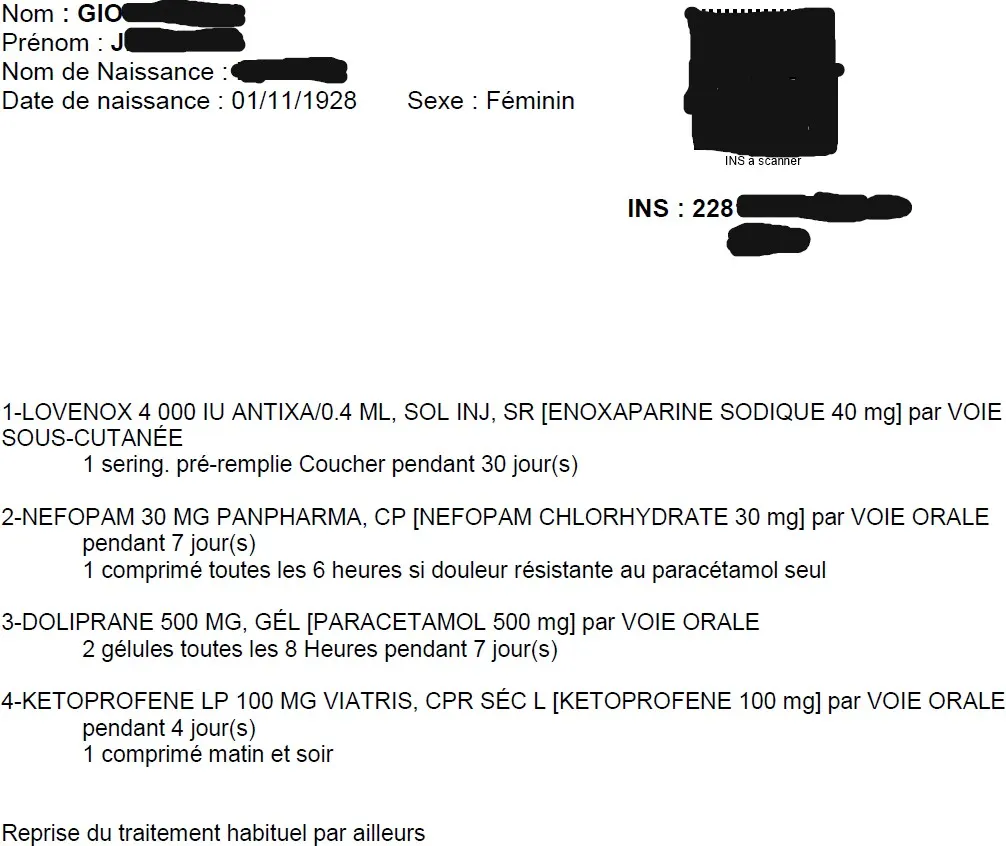 Nom : GIO
Prénom : J
Nom de Naissance :
Date de naissance : 01/11/1928 Sexe : Féminin
INS à scanner
INS : 228
1-LOVENOX 4 000 IU ANTIXA/0.4 ML, SOL INJ, SR [ENOXAPARINE SODIQUE 40 mg] par VOIE
SOUS-CUTANÉE
1 sering. pré-remplie Coucher pendant 30 jour(s)
2-NEFOPAM 30 MG PANPHARMA, CP [NEFOPAM CHLORHYDRATE 30 mg] par VOIE ORALE
pendant 7 jour(s)
1 comprimé toutes les 6 heures si douleur résistante au paracétamol seul
3-DOLIPRANE 500 MG, GÉL [PARACETAMOL 500 mg] par VOIE ORALE
2 gélules toutes les 8 Heures pendant 7 jour(s)
4-KETOPROFENE LP 100 MG VIATRIS, CPR SÉC L [KETOPROFENE 100 mg] par VOIE ORALE
pendant 4 jour(s)
1 comprimé matin et soir
Reprise du traitement habituel par ailleurs